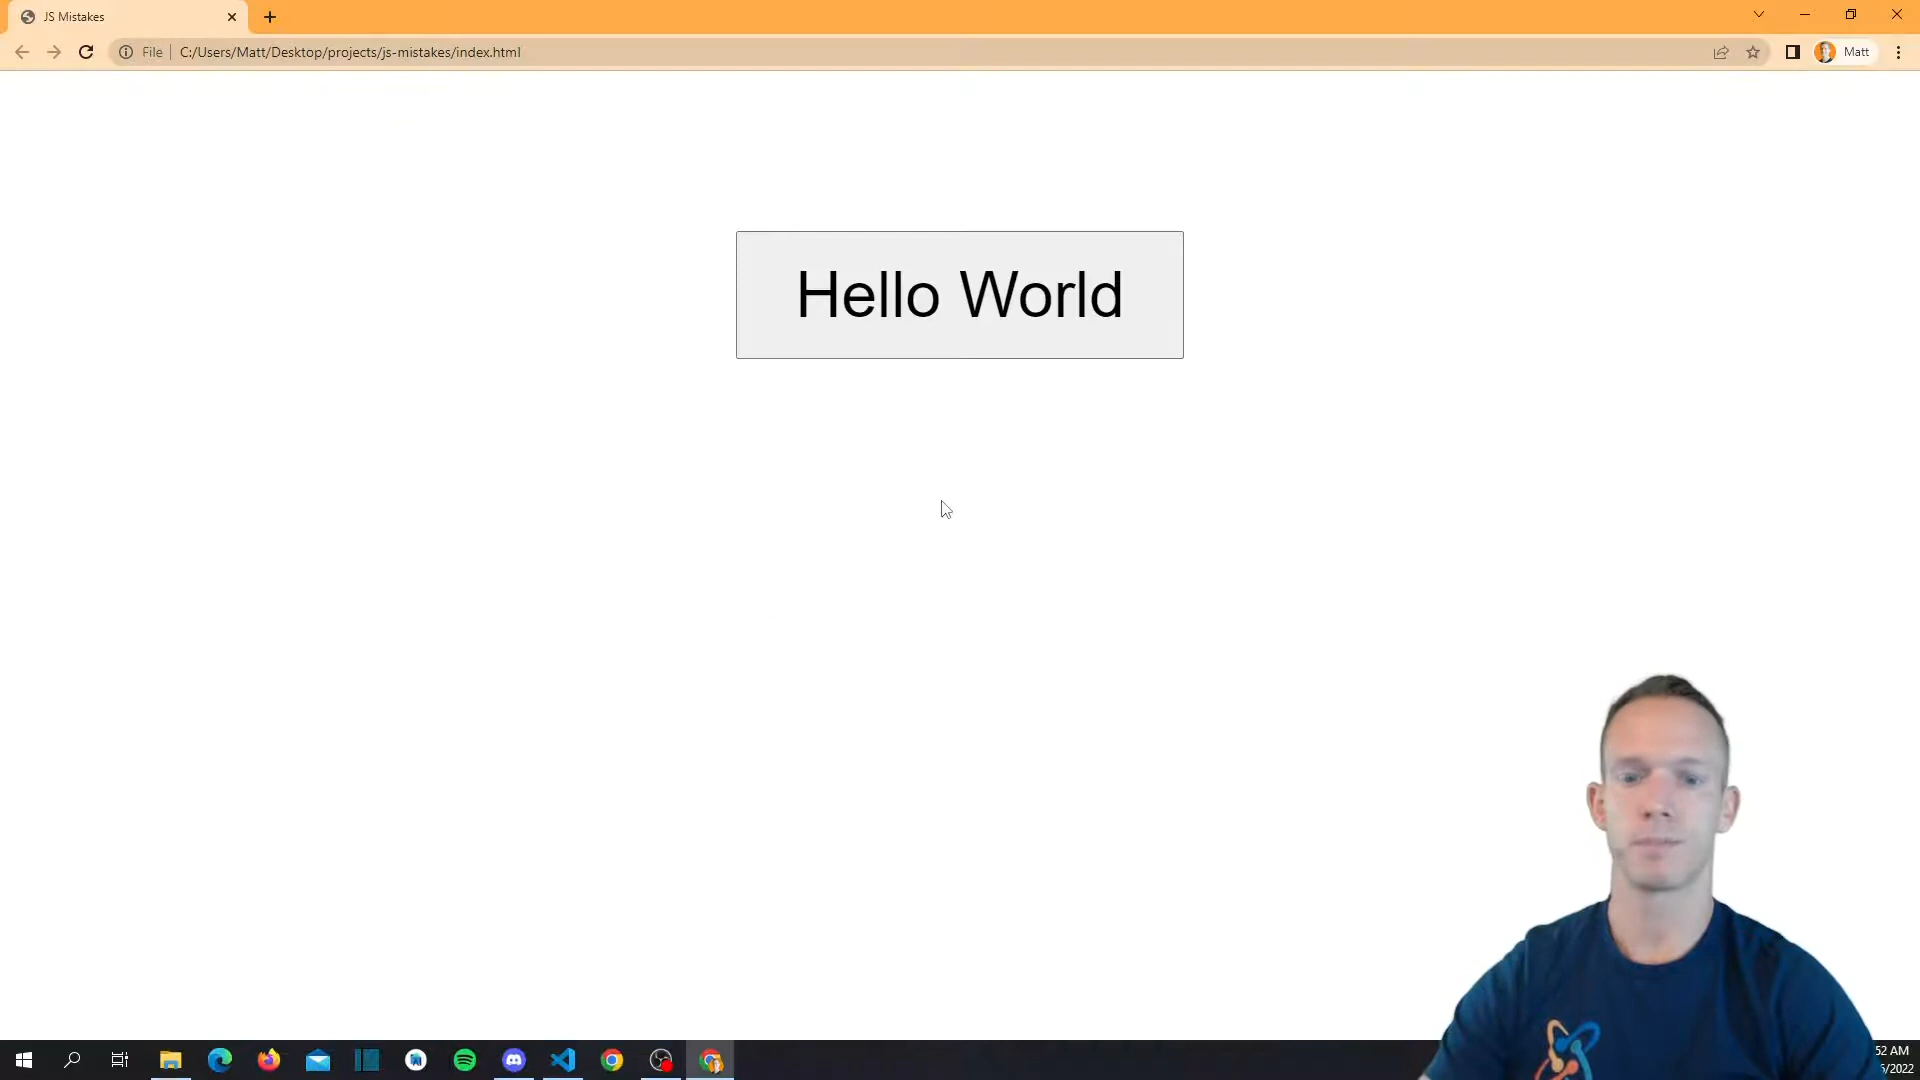 JS Mistakes
File
C:/Users/Matt/Desktop/projects/js-mistakes/index.html
Matt
Hello World
52 AM
/2022